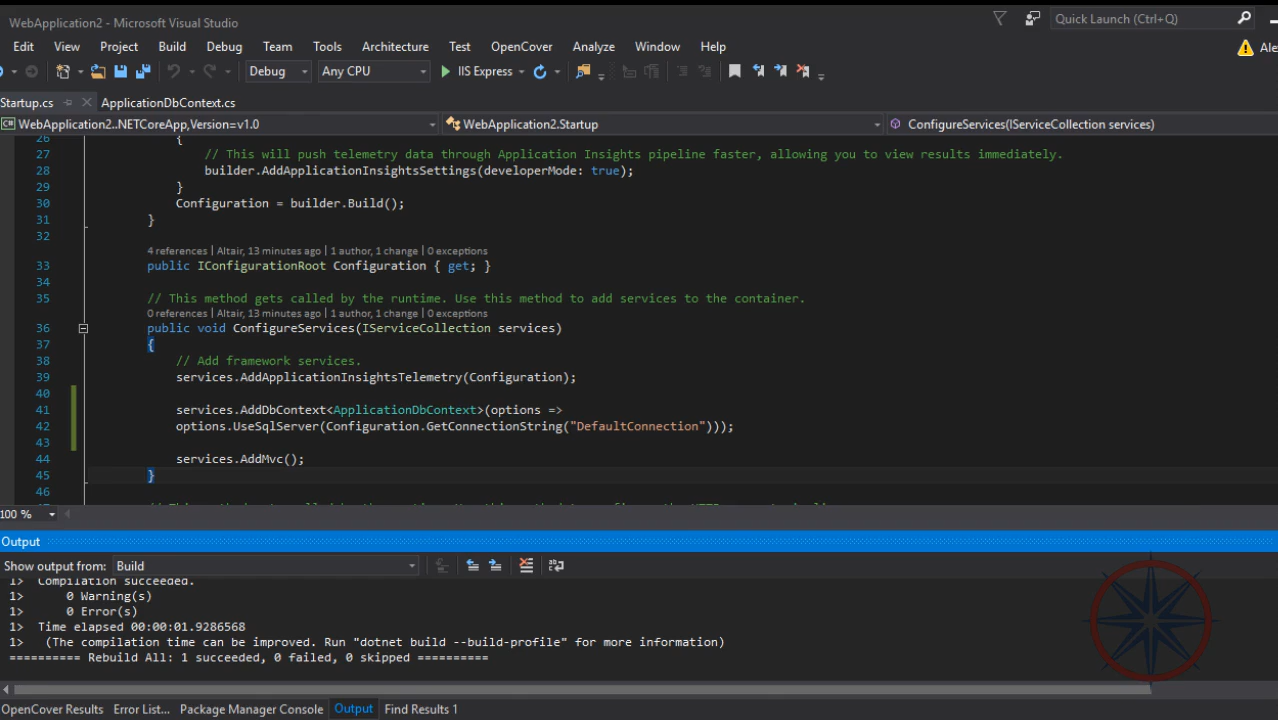 WebApplication2 - Microsoft Visual Studio
Quick Launch (Ctrl+Q)
Edit View Project Build Debug Team Tools Architecture Test OpenCover Analyze Window Help
Debug Any CPU IIS Express
Startup.cs ApplicationDbContext.cs
WebApplication2..NETCoreApp,Version=v1.0 WebApplication2.Startup ConfigureServices(IServiceCollection services)
26 {
27 // This will push telemetry data through Application Insights pipeline faster, allowing you to view results immediately.
28 builder.AddApplicationInsightsSettings(developerMode: true);
29 }
30 Configuration = builder.Build();
31 }
32
4 references | Altair, 13 minutes ago | 1 author, 1 change | 0 exceptions
33 public IConfigurationRoot Configuration { get; }
34
35 // This method gets called by the runtime. Use this method to add services to the container.
0 references | Altair, 13 minutes ago | 1 author, 1 change | 0 exceptions
36 public void ConfigureServices(IServiceCollection services)
37 {
38 // Add framework services.
39 services.AddApplicationInsightsTelemetry(Configuration);
40
41 services.AddDbContext<ApplicationDbContext>(options =>
42 options.UseSqlServer(Configuration.GetConnectionString("DefaultConnection")));
43
44 services.AddMvc();
45 }
46
100 %
Output
Show output from: Build
1> Compilation succeeded.
1> 0 Warning(s)
1> 0 Error(s)
1> Time elapsed 00:00:01.9286568
1> (The compilation time can be improved. Run "dotnet build --build-profile" for more information)
========== Rebuild All: 1 succeeded, 0 failed, 0 skipped ==========
OpenCover Results Error List... Package Manager Console Output Find Results 1